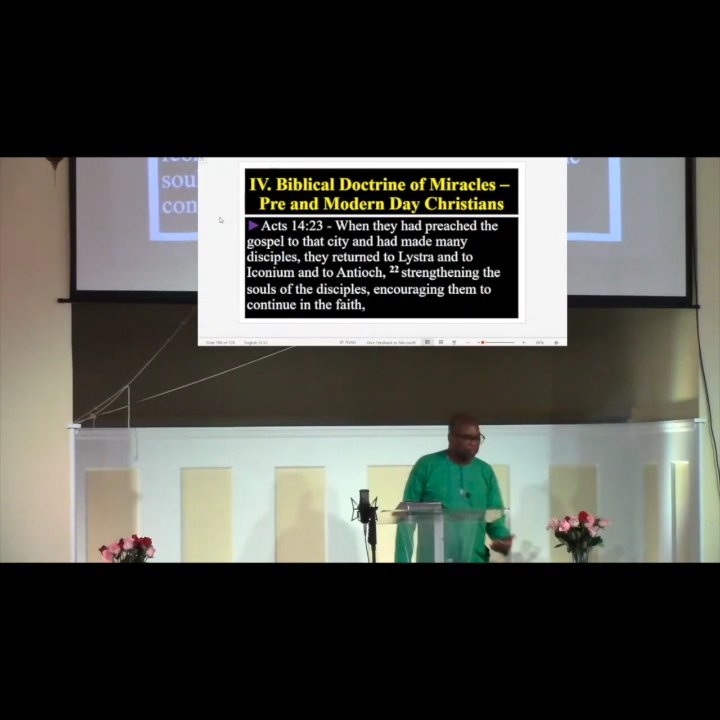 sou
con
IV. Biblical Doctrine of Miracles –
Pre and Modern Day Christians
▶Acts 14:23 - When they had preached the
gospel to that city and had made many
disciples, they returned to Lystra and to
Iconium and to Antioch, 22 strengthening the
souls of the disciples, encouraging them to
continue in the faith,